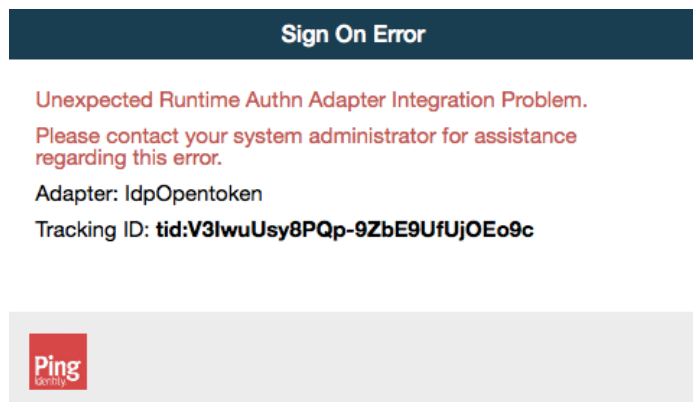 Sign On Error
Unexpected Runtime Authn Adapter Integration Problem.
Please contact your system administrator for assistance
regarding this error.
Adapter: IdpOpentoken
Tracking ID: tid:V3IwuUsy8PQp-9ZbE9UfUjOEo9c
Ping
Identity